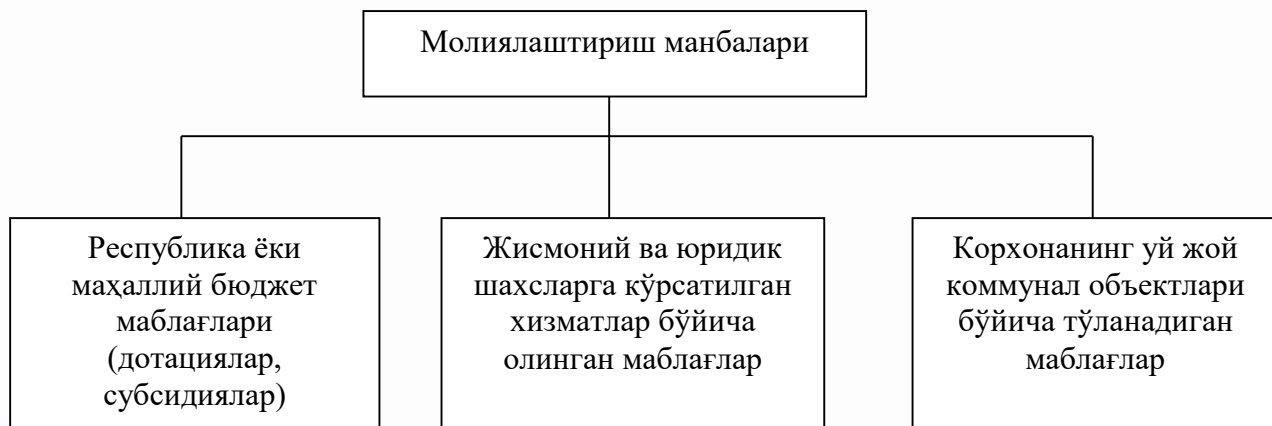 Молиялаштириш манбалари
Республика ёки
маҳаллий бюджет
маблағлари
(дотациялар,
субсидиялар)
Жисмоний ва юридик
шахсларга кўрсатилган
хизматлар бўйича
олинган маблағлар
Корхонанинг уй жой
коммунал объектлари
бўйича тўланадиган
маблағлар